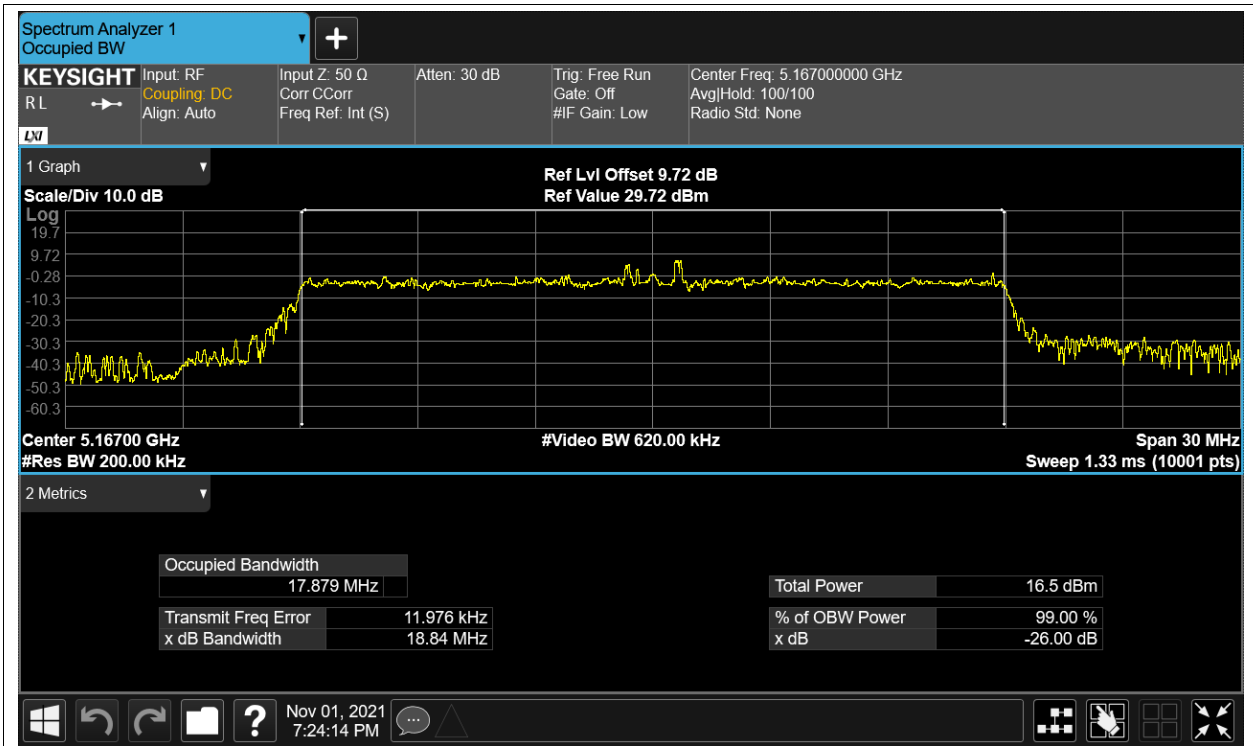 Spectrum Analyzer 1
Occupied BW
KEYSIGHT
R L
LXI
Input: RF
Coupling: DC
Align: Auto
Input Z: 50 Ω
Corr CCorr
Freq Ref: Int (S)
Atten: 30 dB
Trig: Free Run
Gate: Off
#IF Gain: Low
Center Freq: 5.167000000 GHz
Avg|Hold: 100/100
Radio Std: None
1 Graph
Scale/Div 10.0 dB
Ref Lvl Offset 9.72 dB
Ref Value 29.72 dBm
Log
19.7
9.72
-0.28
-10.3
-20.3
-30.3
-40.3
-50.3
-60.3
Center 5.16700 GHz
#Res BW 200.00 kHz
#Video BW 620.00 kHz
Span 30 MHz
Sweep 1.33 ms (10001 pts)
2 Metrics
Occupied Bandwidth
17.879 MHz
Transmit Freq Error 11.976 kHz
x dB Bandwidth 18.84 MHz
Total Power 16.5 dBm
% of OBW Power 99.00 %
x dB -26.00 dB
?
Nov 01, 2021
7:24:14 PM